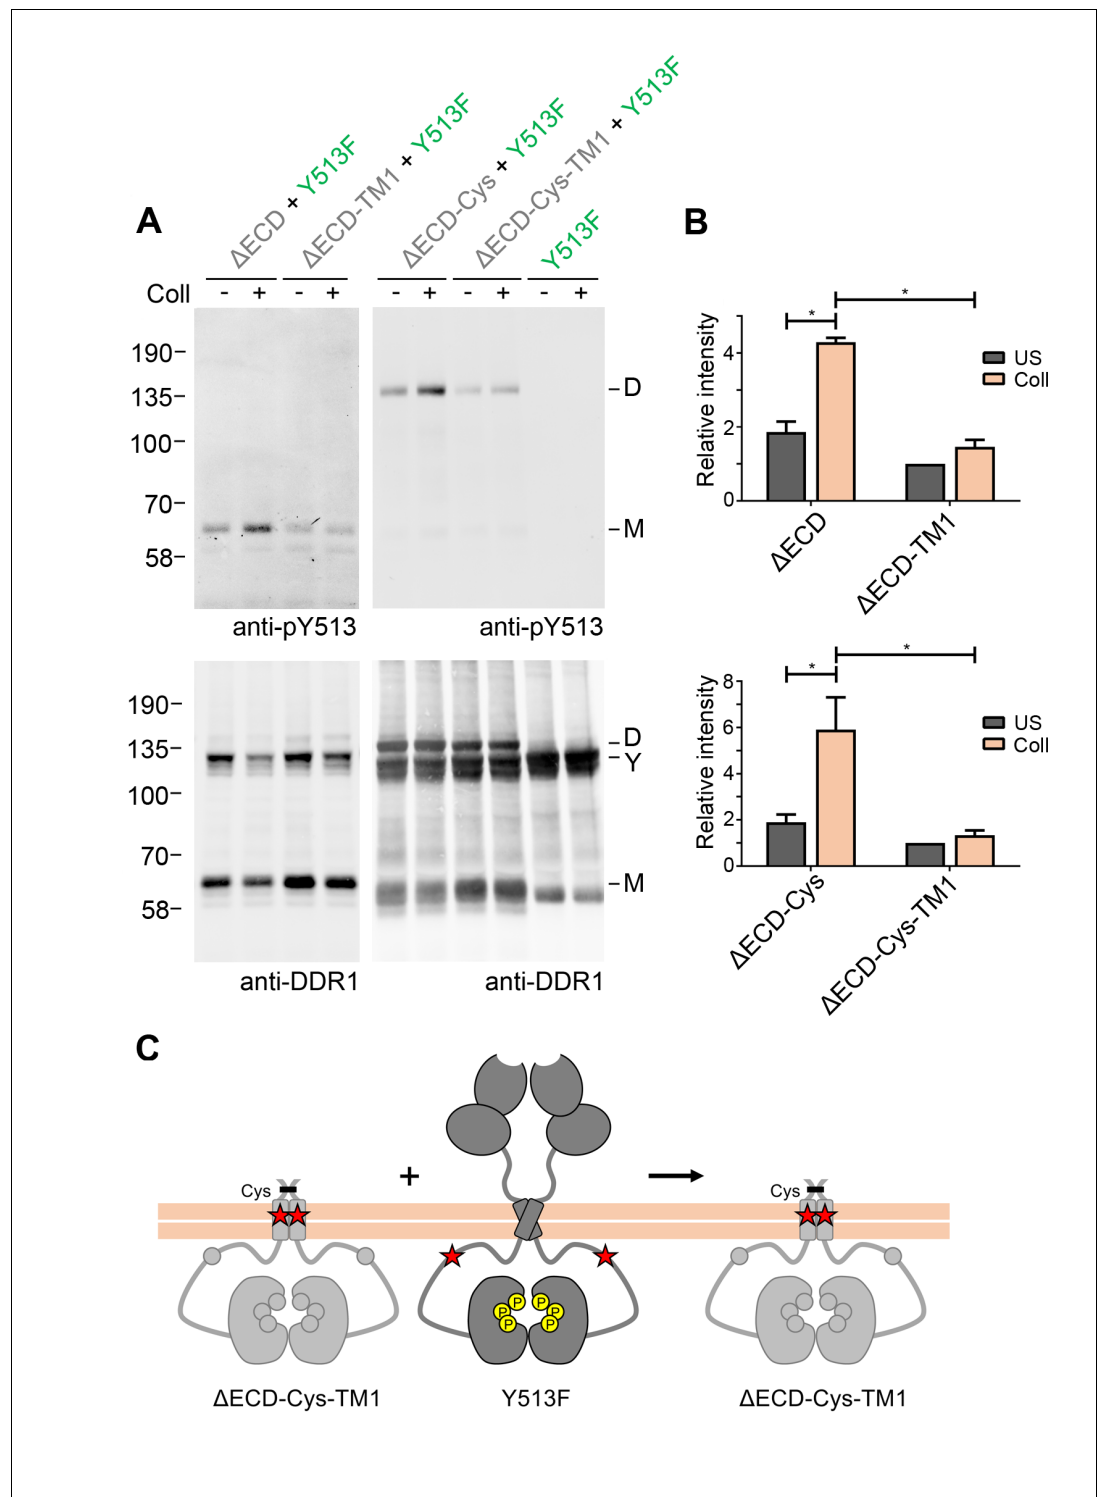 A
ΔECD + Y513F
ΔECD-TM1 + Y513F
ΔECD-Cys + Y513F
ΔECD-Cys-TM1 + Y513F
Y513F
Coll - + - + - + - + - +
190
135
100
70
58
D
M
anti-pY513
anti-pY513
190
135
100
70
58
D
Y
M
anti-DDR1
anti-DDR1
B
Relative intensity
4
2
0
*
*
US
Coll
ΔECD
ΔECD-TM1
Relative intensity
8
6
4
2
0
*
*
US
Coll
ΔECD-Cys
ΔECD-Cys-TM1
C
Cys
+
Cys
P P P P P P
ΔECD-Cys-TM1
Y513F
ΔECD-Cys-TM1